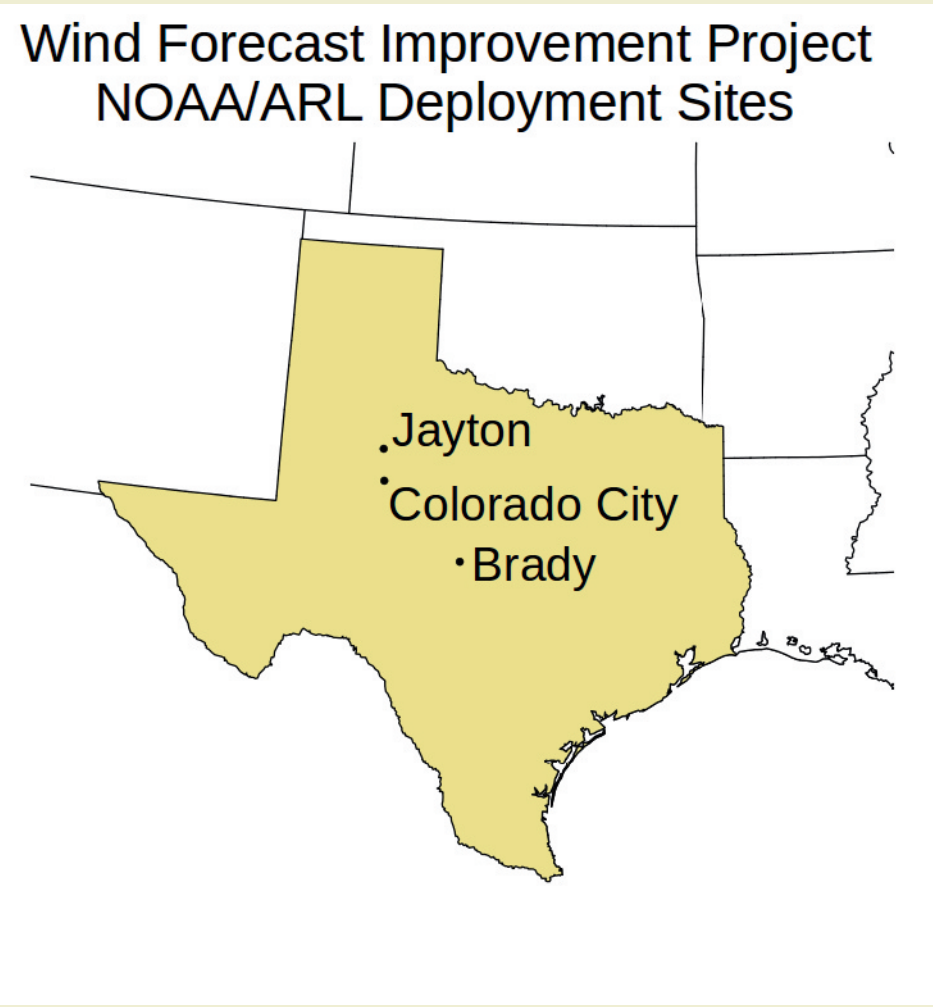 Wind Forecast Improvement Project
NOAA/ARL Deployment Sites
Jayton
Colorado City
Brady